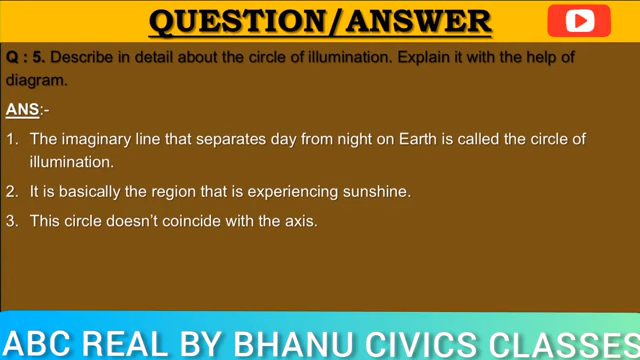 QUESTION/ANSWER
Q : 5. Describe in detail about the circle of illumination. Explain it with the help of
diagram.
ANS:-
1. The imaginary line that separates day from night on Earth is called the circle of
illumination.
2. It is basically the region that is experiencing sunshine.
3. This circle doesn't coincide with the axis.
ABC REAL BY BHANU CIVICS CLASSES